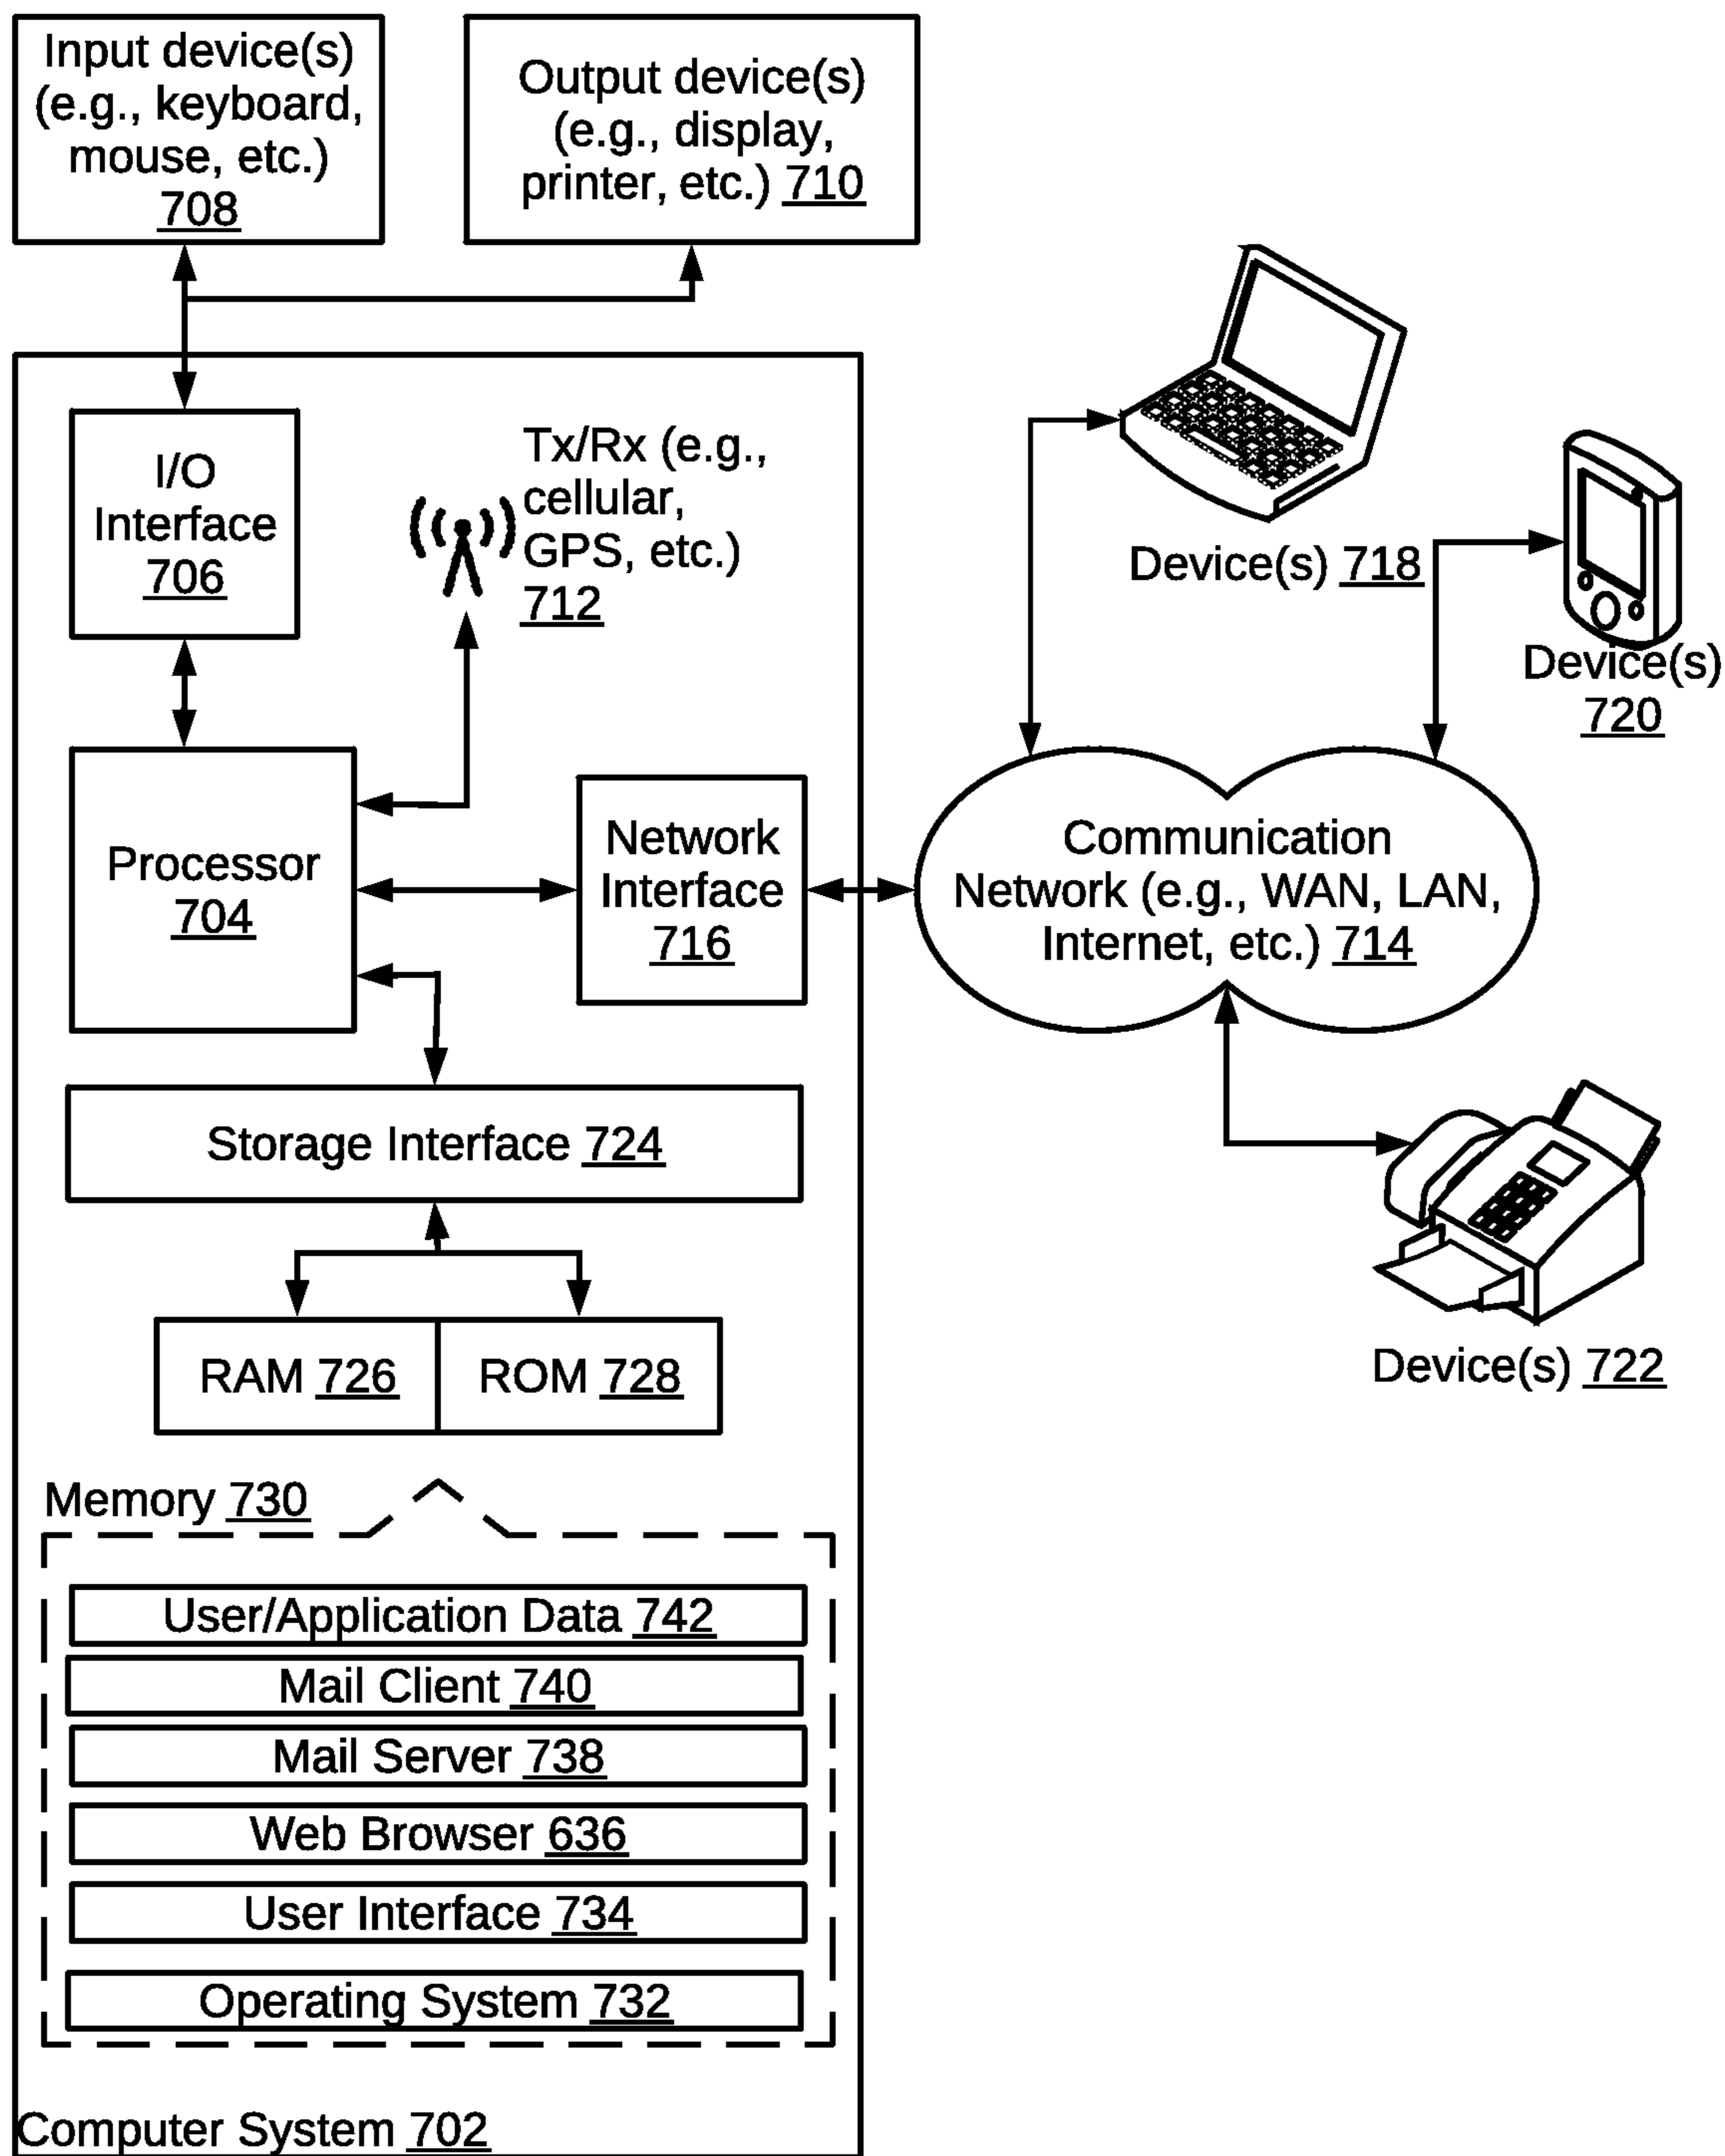 Input device(s)
(e.g., keyboard,
mouse, etc.)
708
Output device(s)
(e.g., display,
printer, etc.) 710
I/O
Interface
706
Tx/Rx (e.g.,
cellular,
GPS, etc.)
712
Device(s) 718
Device(s)
720
Processor
704
Network
Interface
716
Communication
Network (e.g., WAN, LAN,
Internet, etc.) 714
Storage Interface 724
RAM 726
ROM 728
Device(s) 722
Memory 730
User/Application Data 742
Mail Client 740
Mail Server 738
Web Browser 636
User Interface 734
Operating System 732
Computer System 702